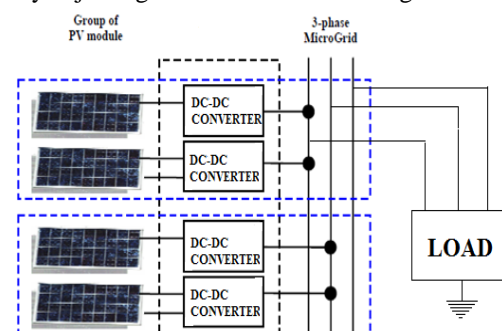 Group of
PV module
3-phase
MicroGrid
DC-DC
CONVERTER
DC-DC
CONVERTER
DC-DC
CONVERTER
DC-DC
CONVERTER
LOAD